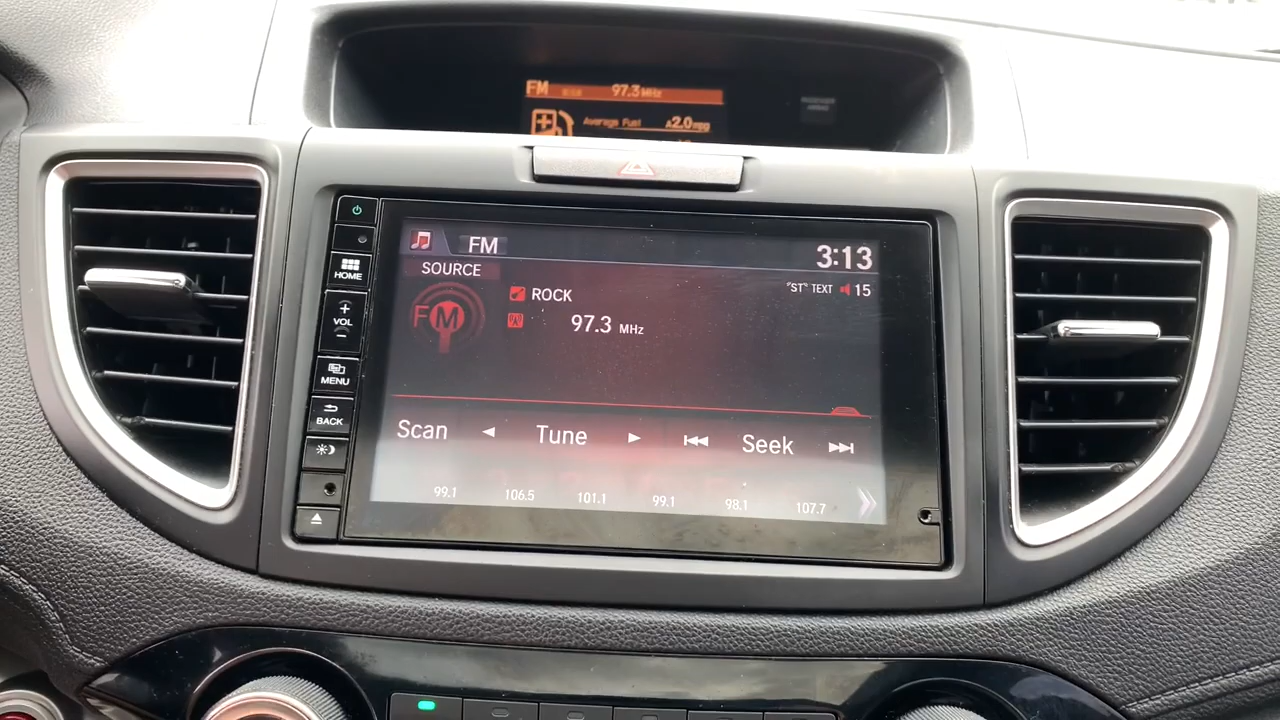 FM 97.3 MHz
Average Fuel A2.0 mpg
FM 3:13
SOURCE
"ST" TEXT 15
ROCK
FM
97.3 MHz
HOME
+
VOL
−
MENU
BACK
Scan Tune Seek
99.1 106.5 101.1 99.1 98.1 107.7